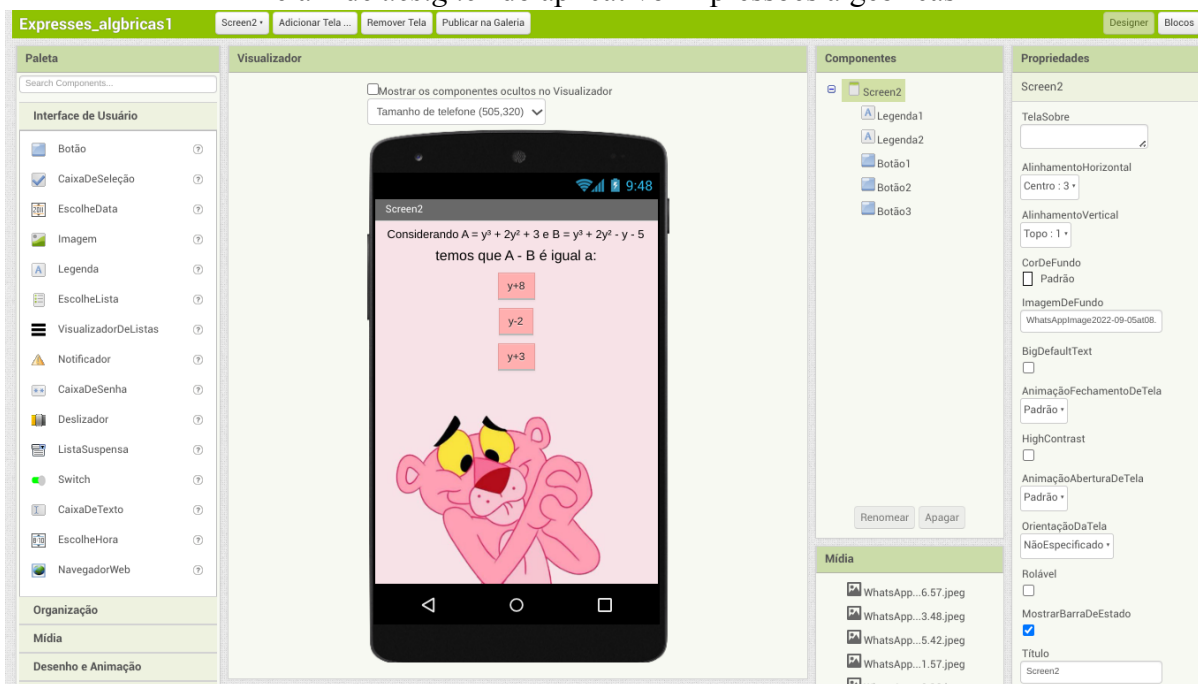 Expresses_algbricas1
Screen2
Adicionar Tela ...
Remover Tela
Publicar na Galeria
Designer
Blocos
Paleta
Search Components...
Interface de Usuário
Botão
CaixaDeSeleção
EscolheData
Imagem
Legenda
EscolheLista
VisualizadorDeListas
Notificador
CaixaDeSenha
Deslizador
ListaSuspensa
Switch
CaixaDeTexto
EscolheHora
NavegadorWeb
Organização
Mídia
Desenho e Animação
Visualizador
Mostrar os componentes ocultos no Visualizador
Tamanho de telefone (505,320)
9:48
Screen2
Considerando A = y³ + 2y² + 3 e B = y³ + 2y² - y - 5
temos que A - B é igual a:
y+8
y-2
y+3
Componentes
Screen2
Legenda1
Legenda2
Botão1
Botão2
Botão3
Renomear
Apagar
Mídia
WhatsApp...6.57.jpeg
WhatsApp...3.48.jpeg
WhatsApp...5.42.jpeg
WhatsApp...1.57.jpeg
Propriedades
Screen2
TelaSobre
AlinhamentoHorizontal
Centro : 3
AlinhamentoVertical
Topo : 1
CorDeFundo
Padrão
ImagemDeFundo
WhatsAppImage2022-09-05at08.
BigDefaultText
AnimaçãoFechamentoDeTela
Padrão
HighContrast
AnimaçãoAberturaDeTela
Padrão
OrientaçãoDaTela
NãoEspecificado
Rolável
MostrarBarraDeEstado
Título
Screen2